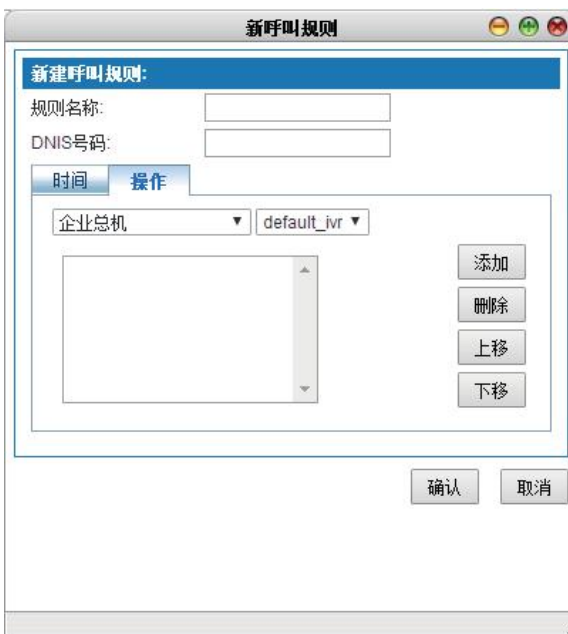 新呼叫规则
新建呼叫规则:
规则名称:
DNIS号码:
时间 操作
企业总机 default_ivr
添加
删除
上移
下移
确认 取消